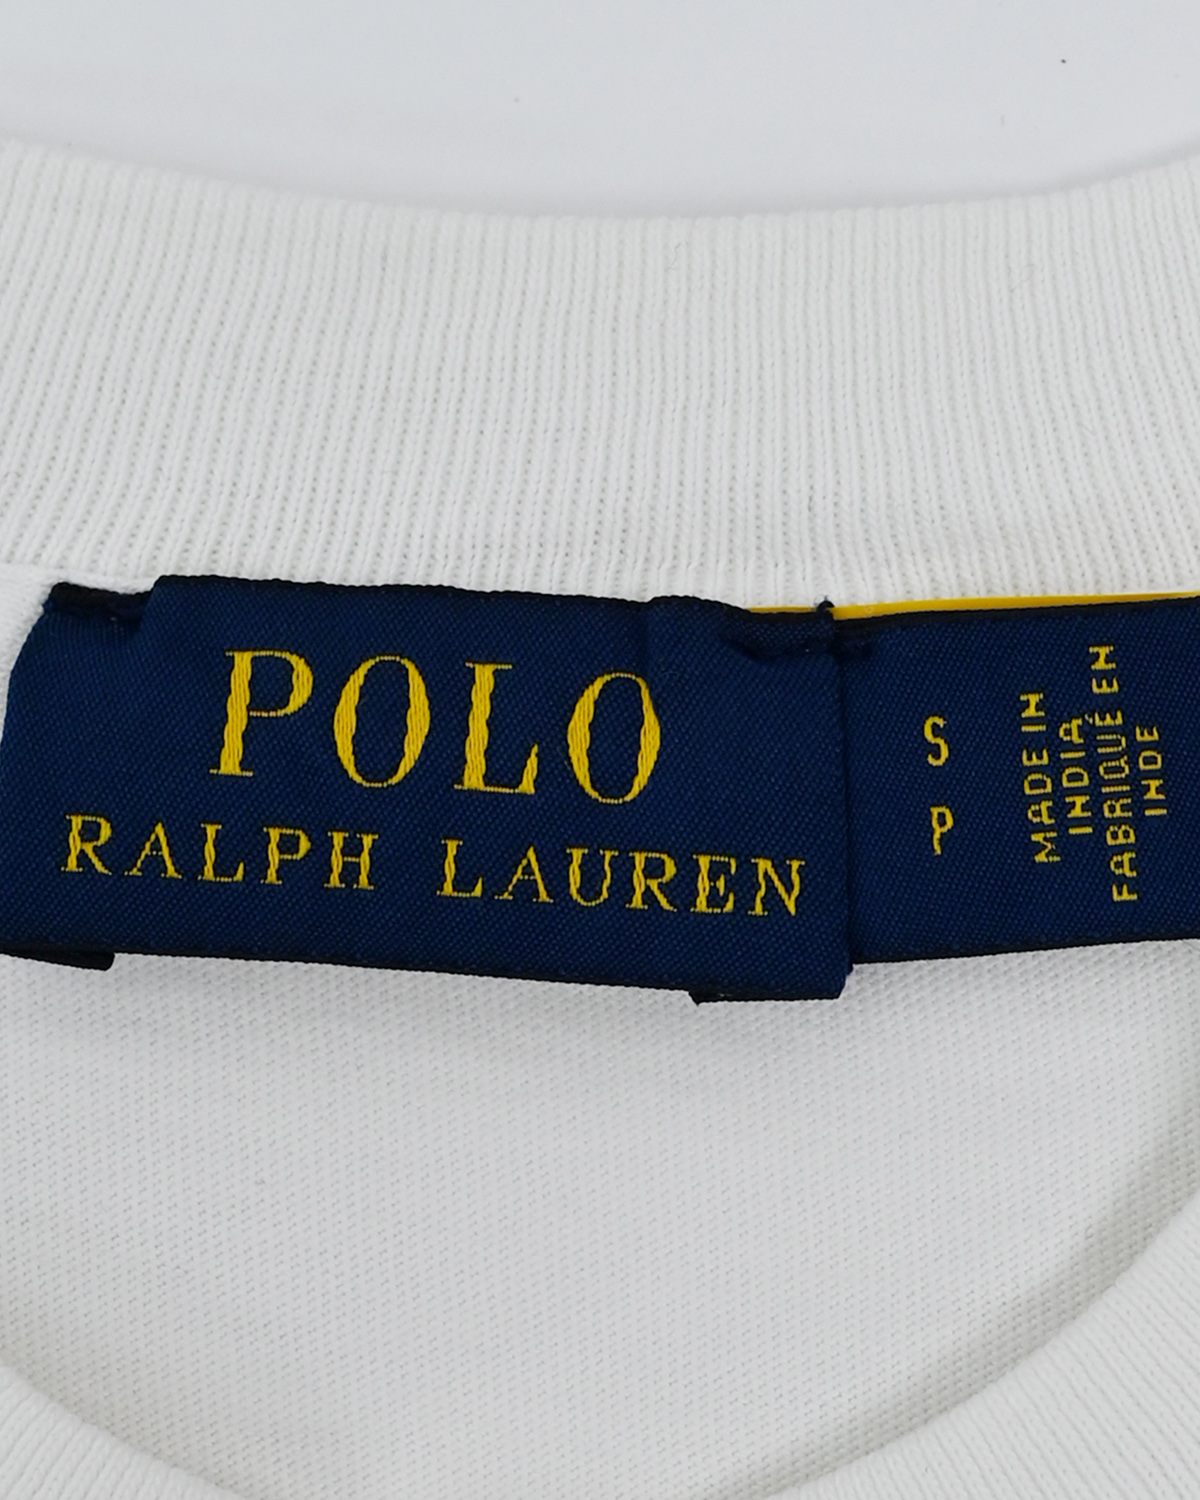 POLO
RALPH LAUREN
S
P
MADE IN
INDIA
FABRIQUÉ EN
INDE